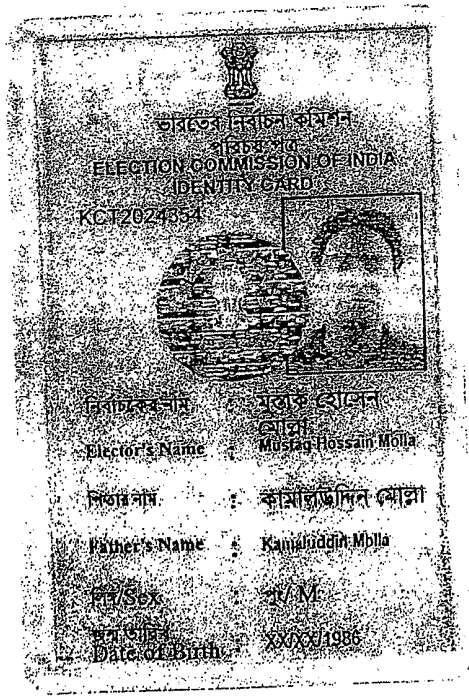 ভারতের নির্বাচন কমিশন
পরিচয় পত্র
ELECTION COMMISSION OF INDIA
IDENTITY CARD
KCT2024354
নির্বাচকের নাম : মুস্তাক হোসেন
মোল্লা
Elector's Name : Mustaq Hossain Molla
পিতার নাম : কামালউদ্দিন মোল্লা
Father's Name : Kamaluddin Molla
লিঙ্গ/Sex : পুং/ M
জন্ম তারিখ
Date of Birth : XX/XX/1986